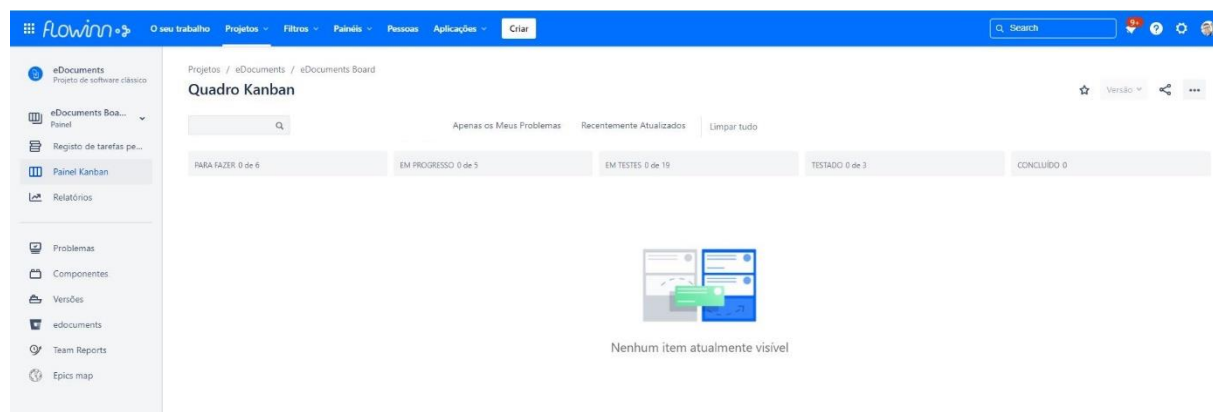 flowinn
O seu trabalho Projetos Filtros Painéis Pessoas Aplicações Criar Search 9+
eDocuments
Projeto de software clássico
eDocuments Boa...
Painel
Registo de tarefas pe...
Painel Kanban
Relatórios
Problemas
Componentes
Versões
edocuments
Team Reports
Epics map
Projetos / eDocuments / eDocuments Board
Quadro Kanban
Versão
Apenas os Meus Problemas Recentemente Atualizados Limpar tudo
PARA FAZER 0 de 6 EM PROGRESSO 0 de 5 EM TESTES 0 de 19 TESTADO 0 de 3 CONCLUÍDO 0
Nenhum item atualmente visível